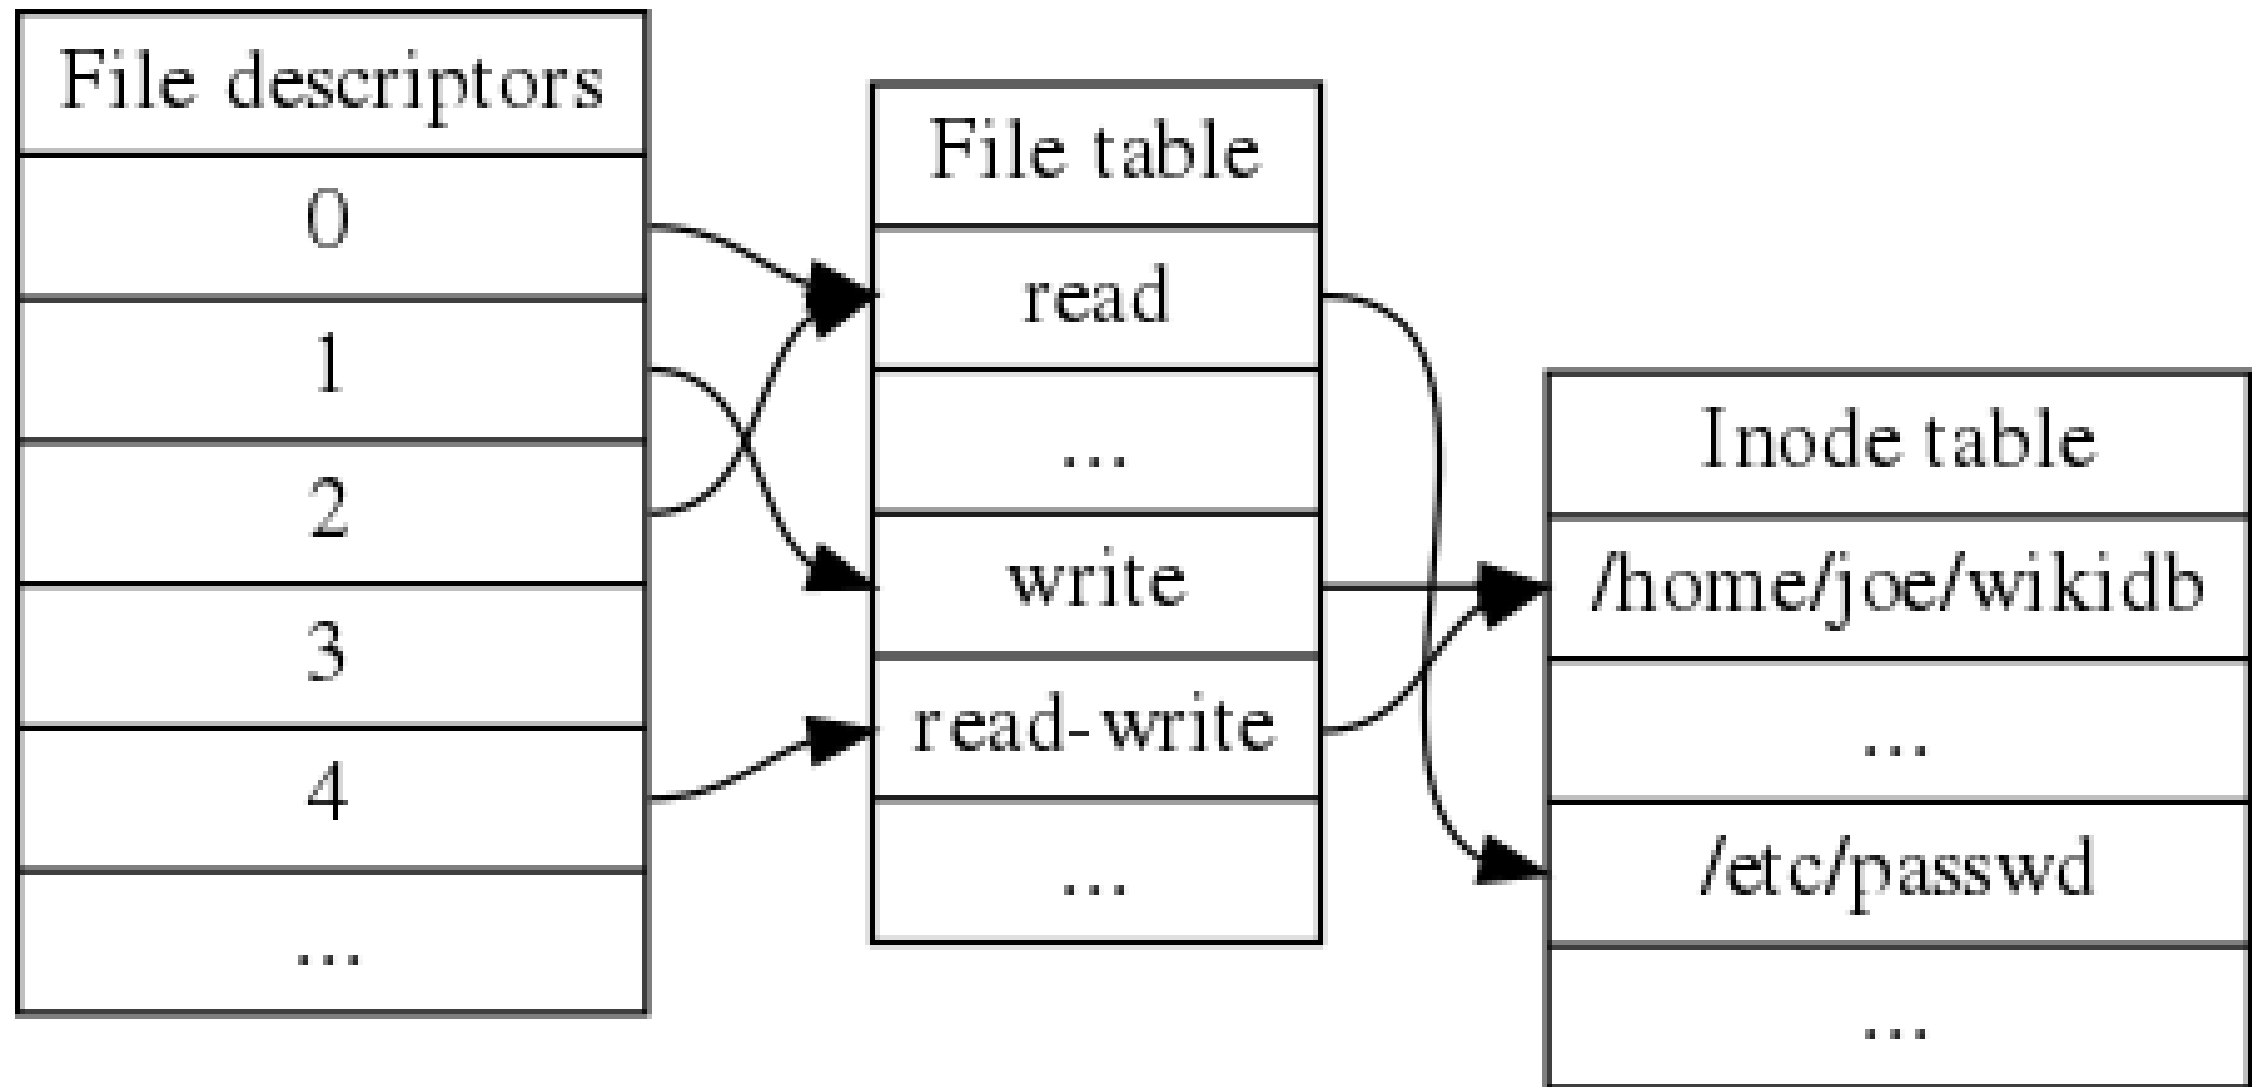 File descriptors
0
1
2
3
4
...
File table
read
...
write
read-write
...
Inode table
/home/joe/wikidb
...
/etc/passwd
...